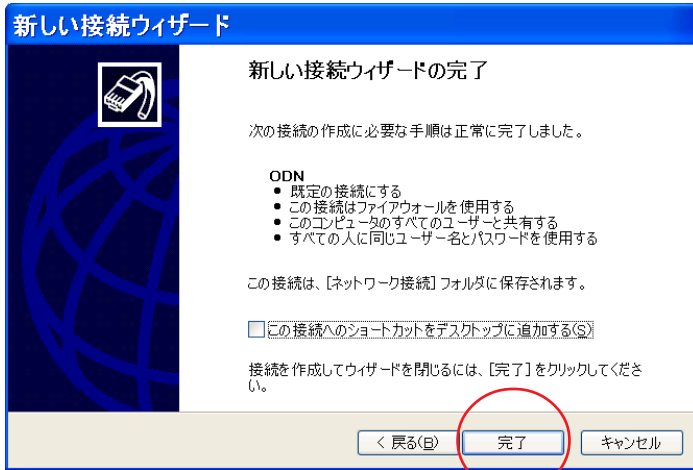 新しい接続ウィザード
新しい接続ウィザードの完了
次の接続の作成に必要な手順は正常に完了しました。
ODN
• 既定の接続にする
• この接続はファイアウォールを使用する
• このコンピュータのすべてのユーザーと共有する
• すべての人に同じユーザー名とパスワードを使用する
この接続は、[ネットワーク接続] フォルダに保存されます。
この接続へのショートカットをデスクトップに追加する(S)
接続を作成してウィザードを閉じるには、[完了] をクリックしてくださ
い。
< 戻る(B)
完了
キャンセル